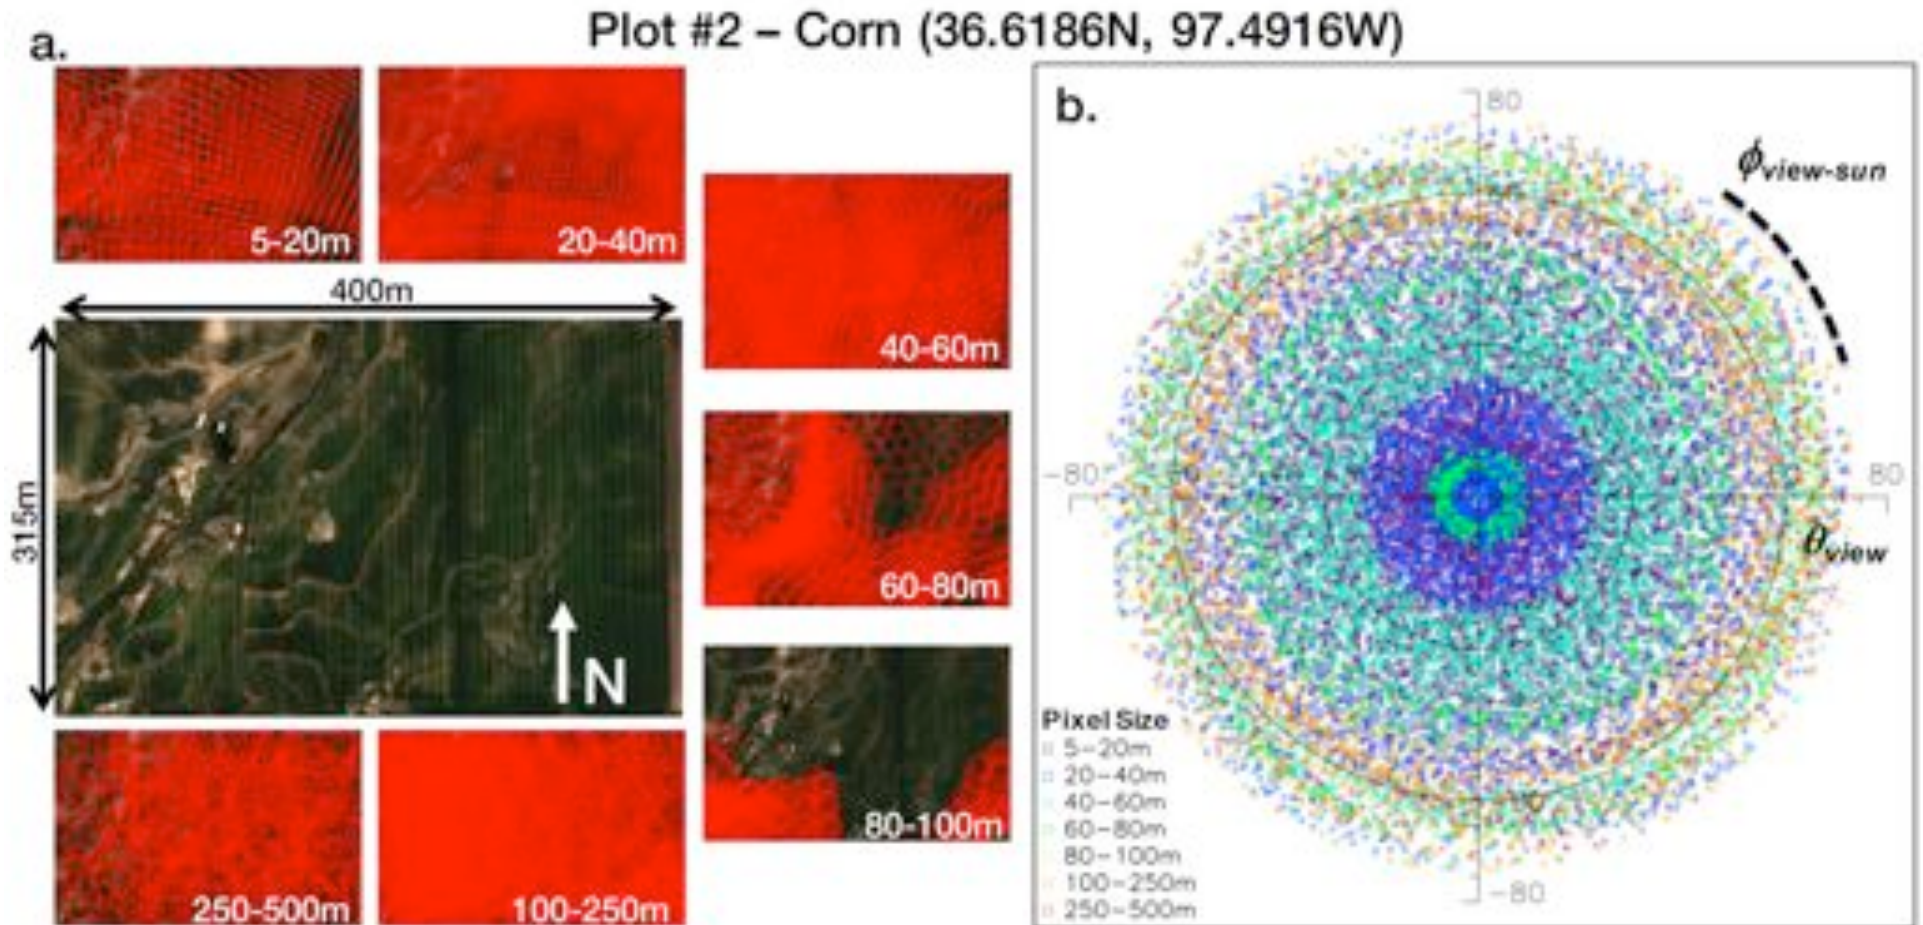 Plot #2 – Corn (36.6186N, 97.4916W)
a.
5-20m
20-40m
40-60m
400m
315m
N
60-80m
80-100m
250-500m
100-250m
b.
80
ϕview-sun
-80
80
θview
Pixel Size
5-20m
20-40m
40-60m
60-80m
80-100m
100-250m
250-500m
-80